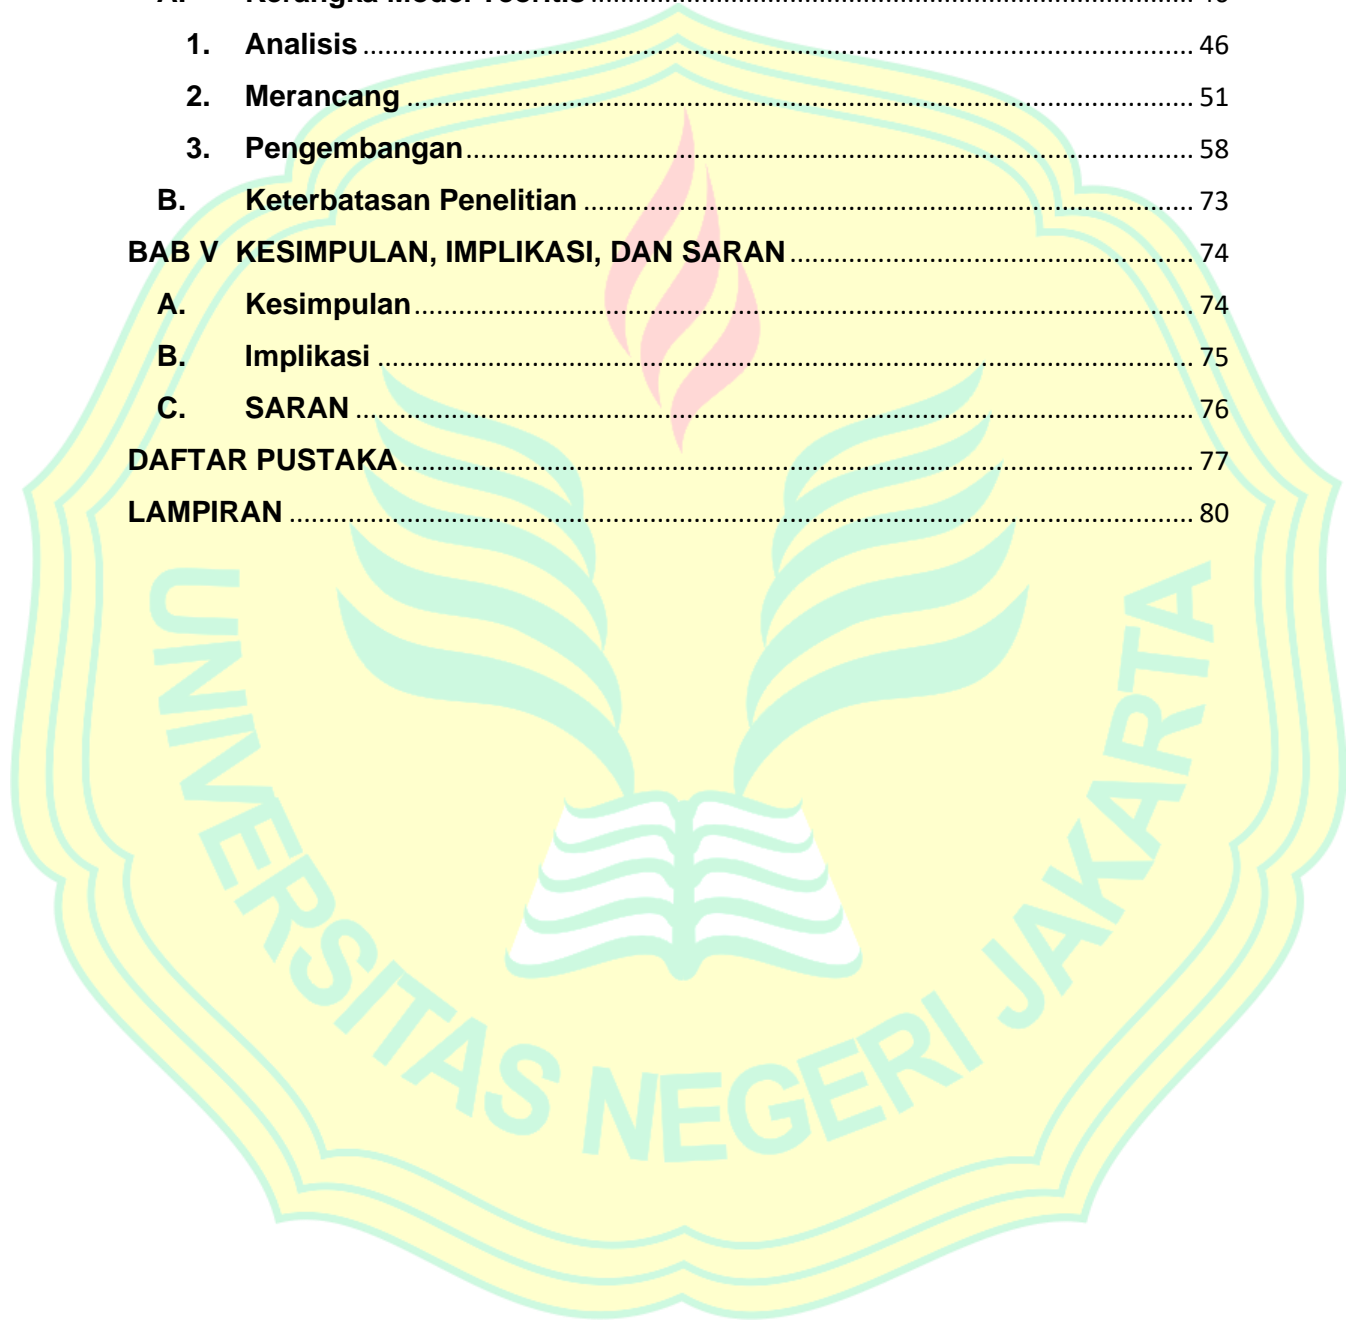 1. Analisis ........................................................................ 46
2. Merancang ........................................................................ 51
3. Pengembangan ........................................................................ 58
B. Keterbatasan Penelitian ........................................................................ 73
BAB V KESIMPULAN, IMPLIKASI, DAN SARAN ........................................................................ 74
A. Kesimpulan ........................................................................ 74
B. Implikasi ........................................................................ 75
C. SARAN ........................................................................ 76
DAFTAR PUSTAKA ........................................................................ 77
LAMPIRAN ........................................................................ 80
UNIVERSITAS NEGERI JAKARTA